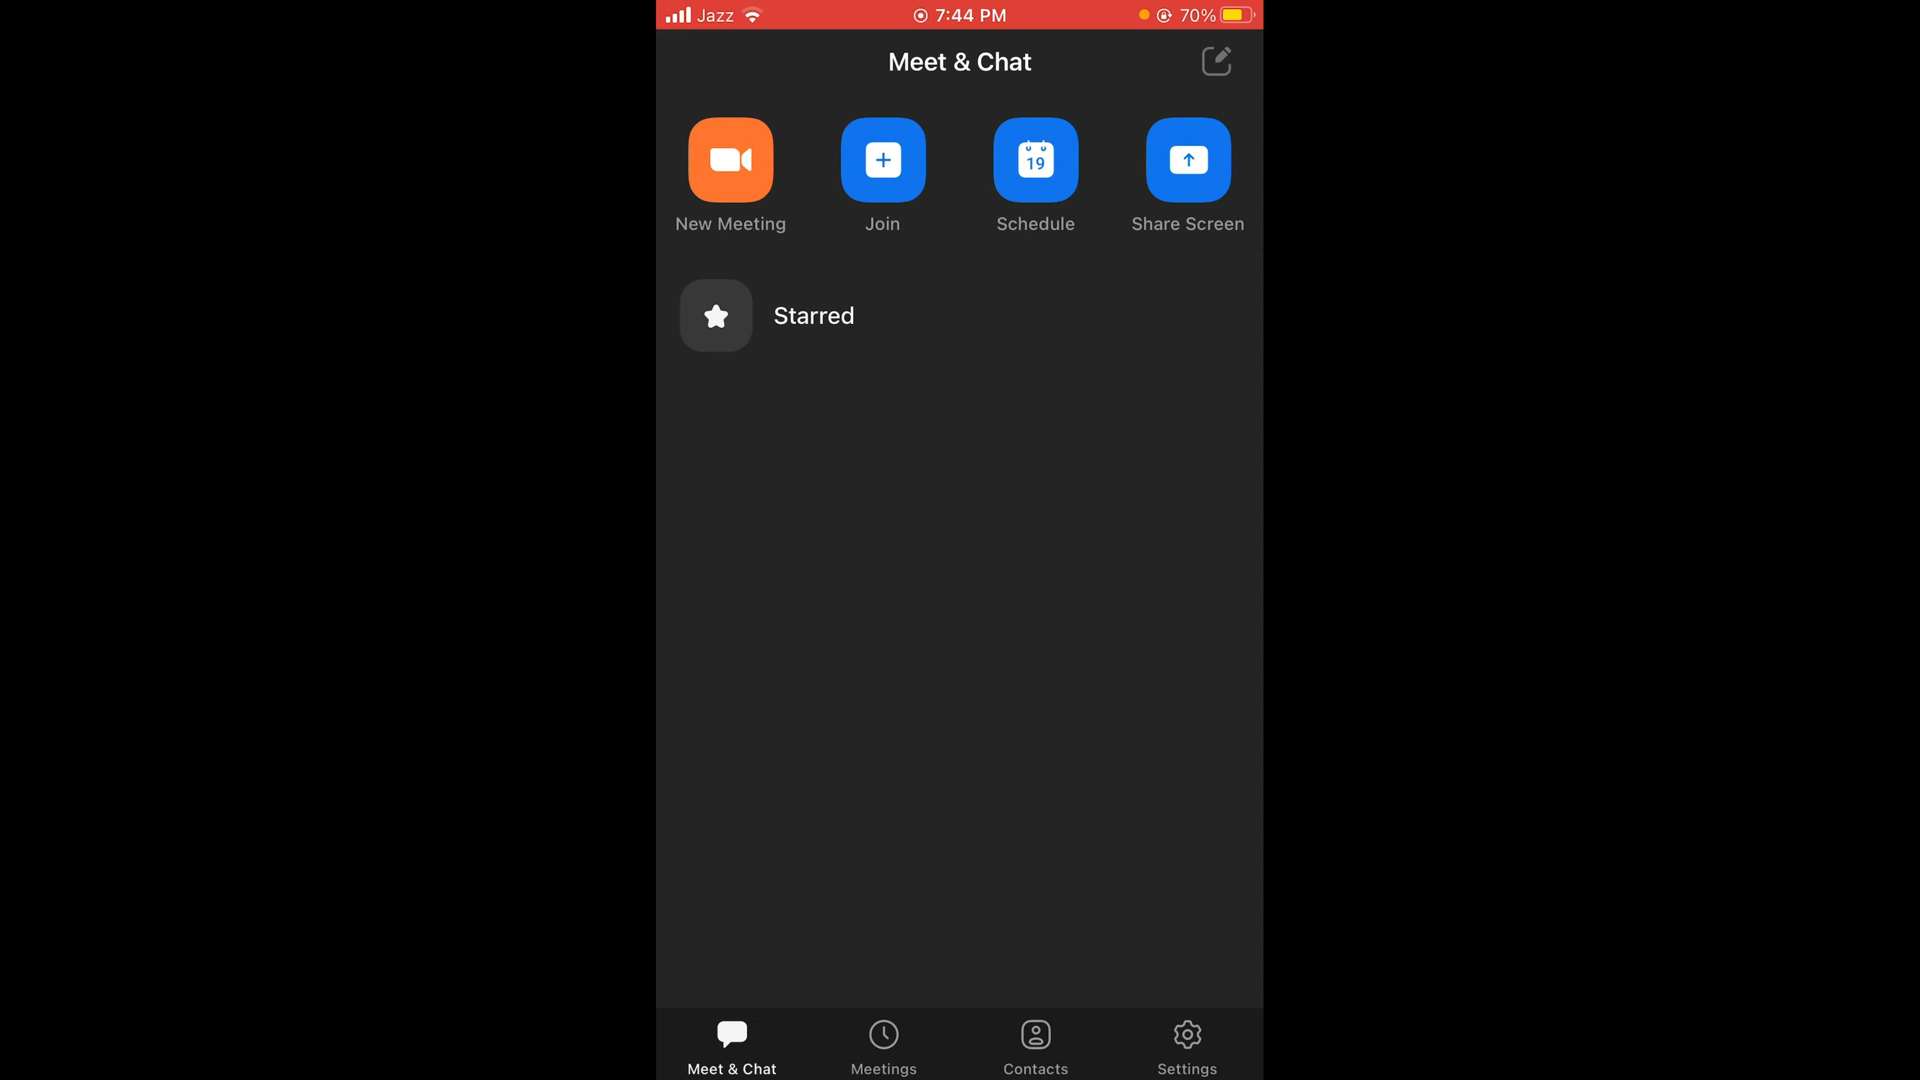 Jazz 7:44 PM 70%
Meet & Chat
19
New Meeting Join Schedule Share Screen
Starred
Meet & Chat Meetings Contacts Settings